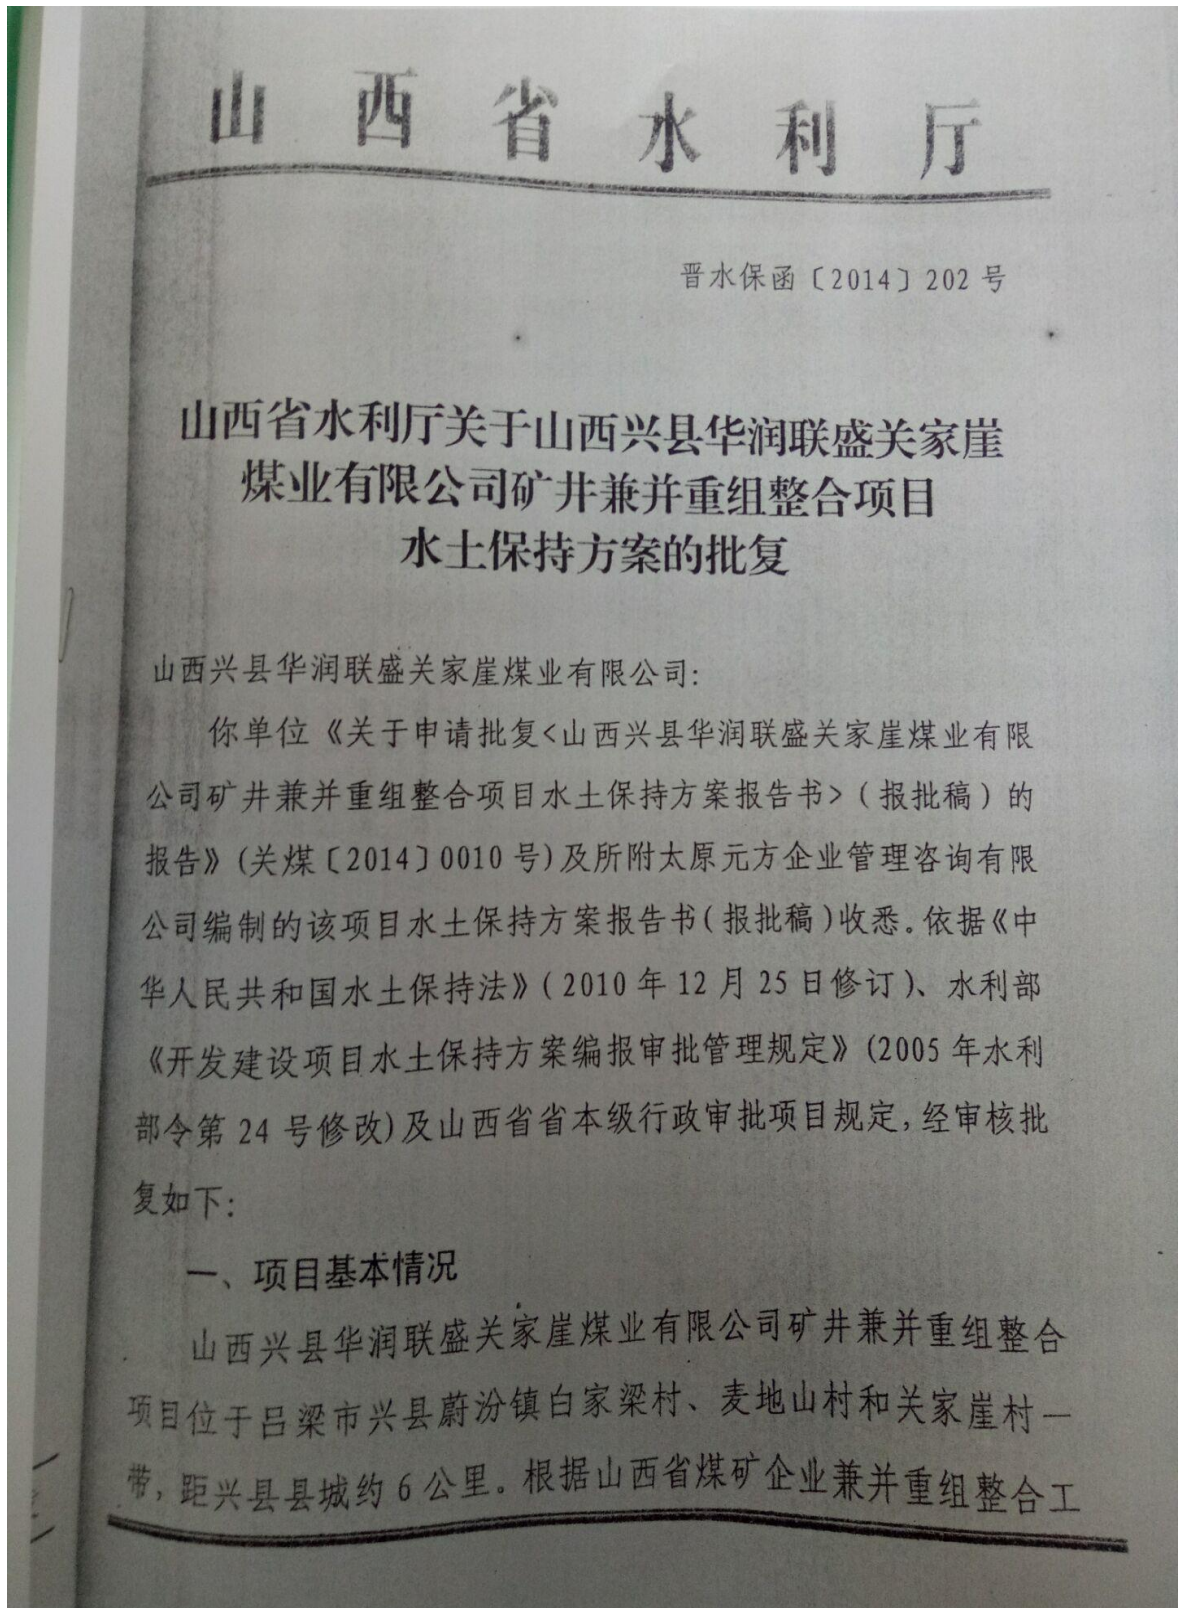 山西省水利厅
晋水保函〔2014〕202号
山西省水利厅关于山西兴县华润联盛关家崖
煤业有限公司矿井兼并重组整合项目
水土保持方案的批复
山西兴县华润联盛关家崖煤业有限公司:
你单位《关于申请批复<山西兴县华润联盛关家崖煤业有限
公司矿井兼并重组整合项目水土保持方案报告书>(报批稿)的
报告》(关煤〔2014〕0010号)及所附太原元方企业管理咨询有限
公司编制的该项目水土保持方案报告书(报批稿)收悉。依据《中
华人民共和国水土保持法》(2010年12月25日修订)、水利部
《开发建设项目水土保持方案编报审批管理规定》(2005年水利
部令第24号修改)及山西省省本级行政审批项目规定,经审核批
复如下:
一、项目基本情况
山西兴县华润联盛关家崖煤业有限公司矿井兼并重组整合
项目位于吕梁市兴县蔚汾镇白家梁村、麦地山村和关家崖村一
带,距兴县县城约6公里。根据山西省煤矿企业兼并重组整合工